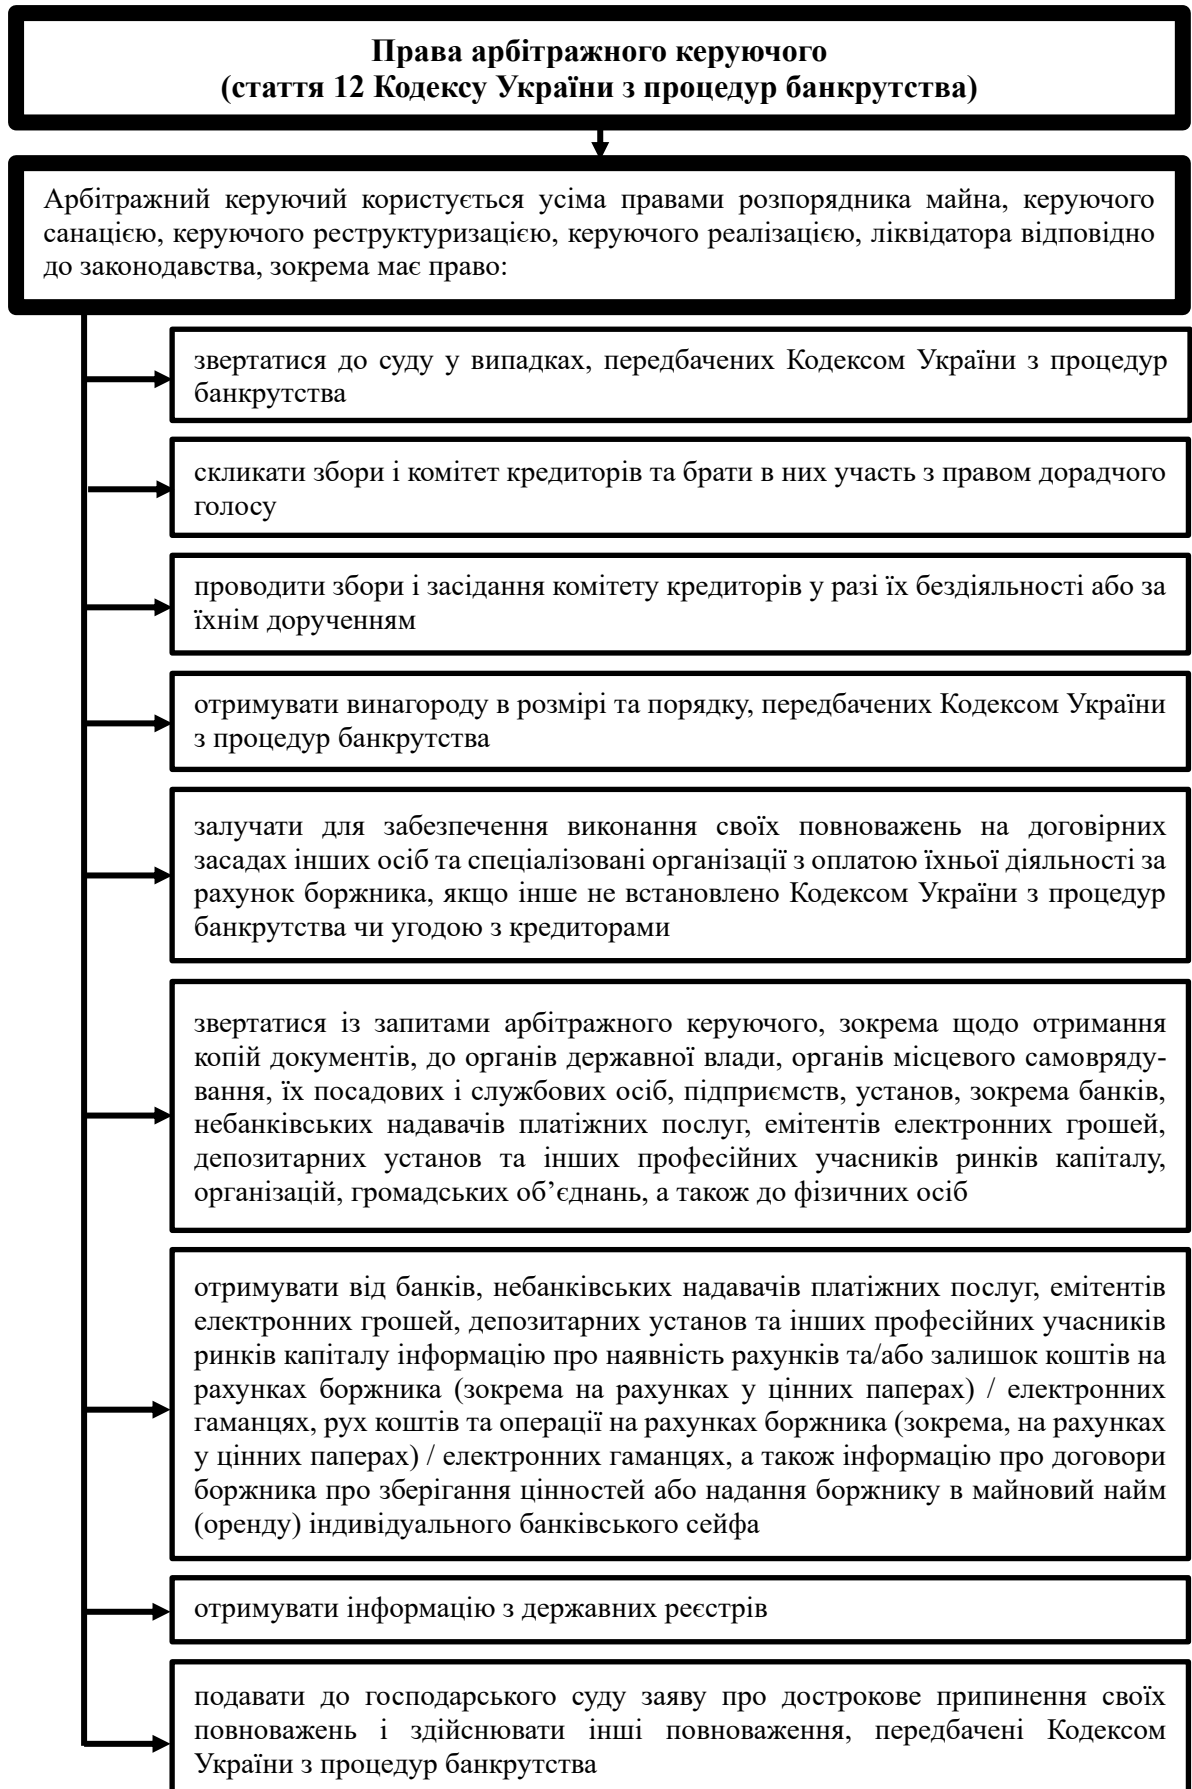 Права арбітражного керуючого
(стаття 12 Кодексу України з процедур банкрутства)
Арбітражний керуючий користується усіма правами розпорядника майна, керуючого
санацією, керуючого реструктуризацією, керуючого реалізацією, ліквідатора відповідно
до законодавства, зокрема має право:
звертатися до суду у випадках, передбачених Кодексом України з процедур
банкрутства
скликати збори і комітет кредиторів та брати в них участь з правом дорадчого
голосу
проводити збори і засідання комітету кредиторів у разі їх бездіяльності або за
їхнім дорученням
отримувати винагороду в розмірі та порядку, передбачених Кодексом України
з процедур банкрутства
залучати для забезпечення виконання своїх повноважень на договірних
засадах інших осіб та спеціалізовані організації з оплатою їхньої діяльності за
рахунок боржника, якщо інше не встановлено Кодексом України з процедур
банкрутства чи угодою з кредиторами
звертатися із запитами арбітражного керуючого, зокрема щодо отримання
копій документів, до органів державної влади, органів місцевого самовряду-
вання, їх посадових і службових осіб, підприємств, установ, зокрема банків,
небанківських надавачів платіжних послуг, емітентів електронних грошей,
депозитарних установ та інших професійних учасників ринків капіталу,
організацій, громадських об’єднань, а також до фізичних осіб
отримувати від банків, небанківських надавачів платіжних послуг, емітентів
електронних грошей, депозитарних установ та інших професійних учасників
ринків капіталу інформацію про наявність рахунків та/або залишок коштів на
рахунках боржника (зокрема на рахунках у цінних паперах) / електронних
гаманцях, рух коштів та операції на рахунках боржника (зокрема, на рахунках
у цінних паперах) / електронних гаманцях, а також інформацію про договори
боржника про зберігання цінностей або надання боржнику в майновий найм
(оренду) індивідуального банківського сейфа
отримувати інформацію з державних реєстрів
подавати до господарського суду заяву про дострокове припинення своїх
повноважень і здійснювати інші повноваження, передбачені Кодексом
України з процедур банкрутства